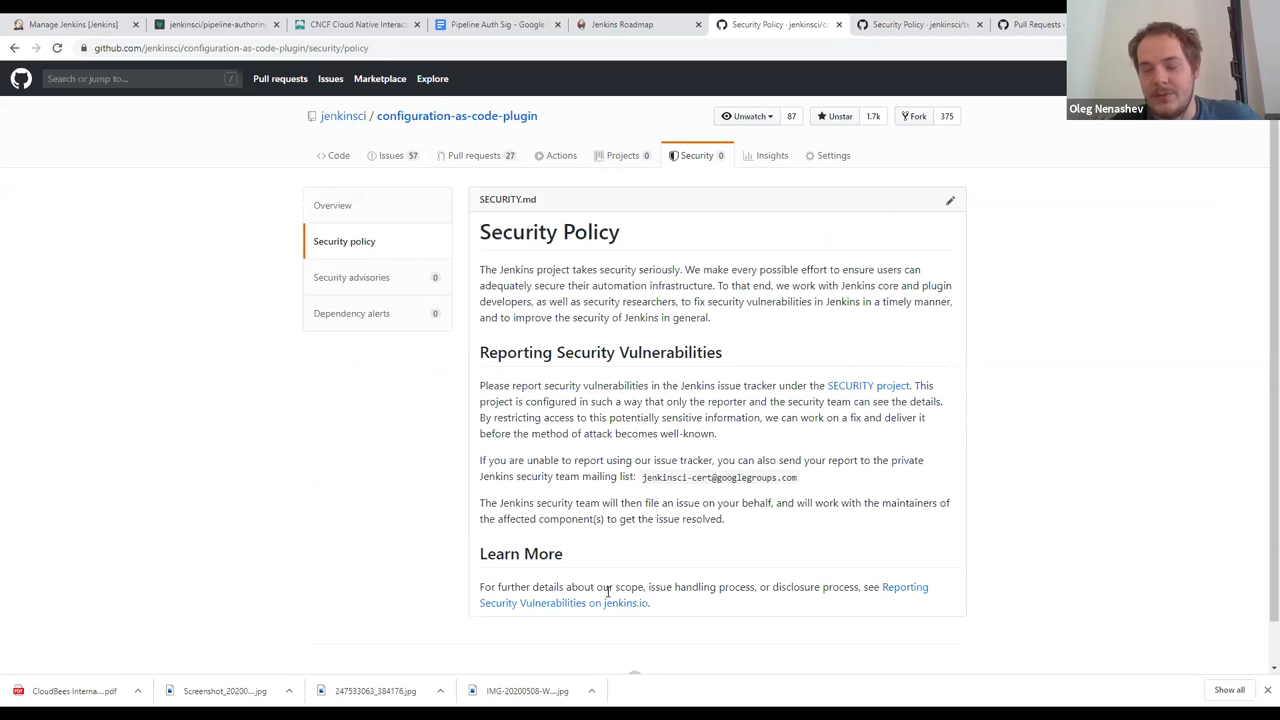 Manage Jenkins [Jenkins]
jenkinsci/pipeline-authoring
CNCF Cloud Native Interac
Pipeline Auth Sig - Google
Jenkins Roadmap
Security Policy · jenkinsci/co
Security Policy · jenkinsci/te
Pull Requests ·
github.com/jenkinsci/configuration-as-code-plugin/security/policy
Search or jump to...
/
Pull requests
Issues
Marketplace
Explore
Oleg Nenashev
jenkinsci / configuration-as-code-plugin
Unwatch 87
Unstar 1.7k
Fork 375
Code
Issues 57
Pull requests 27
Actions
Projects 0
Security 0
Insights
Settings
Overview
Security policy
Security advisories 0
Dependency alerts 0
SECURITY.md
Security Policy
The Jenkins project takes security seriously. We make every possible effort to ensure users can
adequately secure their automation infrastructure. To that end, we work with Jenkins core and plugin
developers, as well as security researchers, to fix security vulnerabilities in Jenkins in a timely manner,
and to improve the security of Jenkins in general.
Reporting Security Vulnerabilities
Please report security vulnerabilities in the Jenkins issue tracker under the SECURITY project. This
project is configured in such a way that only the reporter and the security team can see the details.
By restricting access to this potentially sensitive information, we can work on a fix and deliver it
before the method of attack becomes well-known.
If you are unable to report using our issue tracker, you can also send your report to the private
Jenkins security team mailing list: jenkinsci-cert@googlegroups.com
The Jenkins security team will then file an issue on your behalf, and will work with the maintainers of
the affected component(s) to get the issue resolved.
Learn More
For further details about our scope, issue handling process, or disclosure process, see Reporting
Security Vulnerabilities on jenkins.io.
CloudBees Interna....pdf
Screenshot_20200....jpg
247533063_384176.jpg
IMG-20200508-W....jpg
Show all